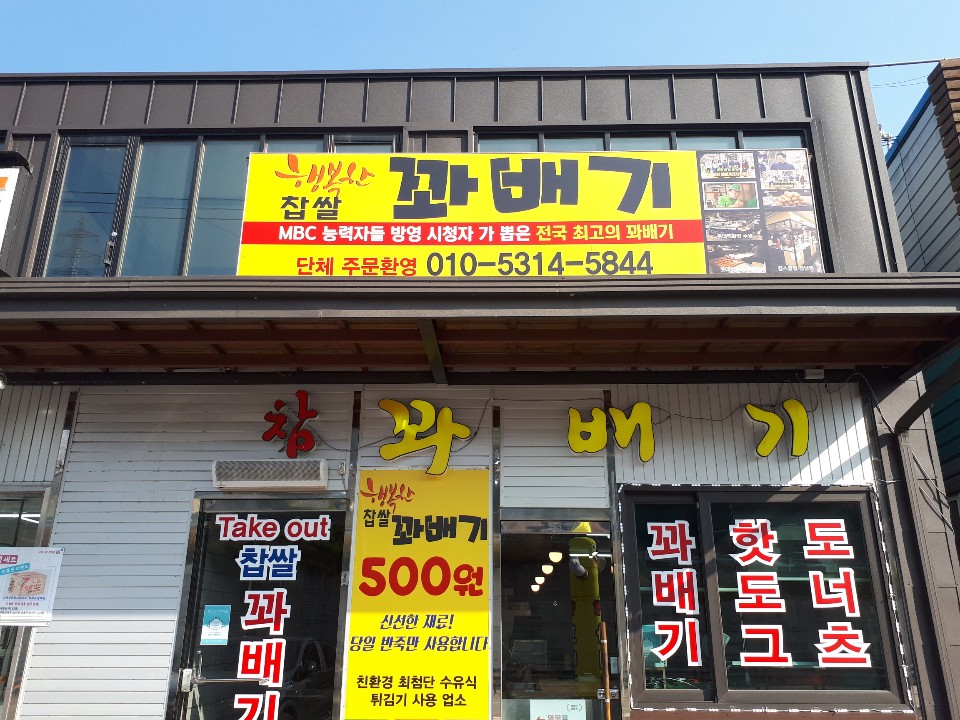 행복한
찹쌀 꽈배기
MBC 능력자들 방영 시청자 가 뽑은 전국 최고의 꽈배기
단체 주문환영 010-5314-5844
참 꽈배기
Take out
찹쌀
꽈배기
행복한
찹쌀 꽈배기
500원
신선한 재료!
당일 반죽만 사용합니다
친환경 최첨단 수유식
튀김기 사용 업소
꽈배기
핫도그
도너츠